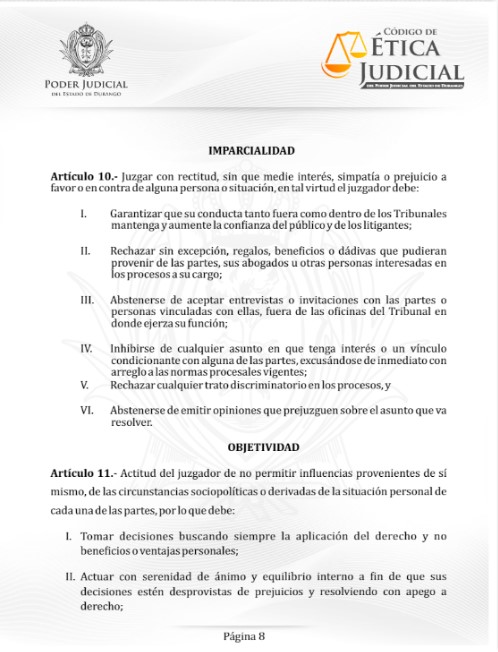 PODER JUDICIAL
DEL ESTADO DE DURANGO
CÓDIGO DE
ÉTICA
JUDICIAL
DEL PODER JUDICIAL DEL ESTADO DE DURANGO
IMPARCIALIDAD
Artículo 10.- Juzgar con rectitud, sin que medie interés, simpatía o prejuicio a
favor o en contra de alguna persona o situación, en tal virtud el juzgador debe:
I. Garantizar que su conducta tanto fuera como dentro de los Tribunales
mantenga y aumente la confianza del público y de los litigantes;
II. Rechazar sin excepción, regalos, beneficios o dádivas que pudieran
provenir de las partes, sus abogados u otras personas interesadas en
los procesos a su cargo;
III. Abstenerse de aceptar entrevistas o invitaciones con las partes o
personas vinculadas con ellas, fuera de las oficinas del Tribunal en
donde ejerza su función;
IV. Inhibirse de cualquier asunto en que tenga interés o un vínculo
condicionante con alguna de las partes, excusándose de inmediato con
arreglo a las normas procesales vigentes;
V. Rechazar cualquier trato discriminatorio en los procesos, y
VI. Abstenerse de emitir opiniones que prejuzguen sobre el asunto que va
resolver.
OBJETIVIDAD
Artículo 11.- Actitud del juzgador de no permitir influencias provenientes de sí
mismo, de las circunstancias sociopolíticas o derivadas de la situación personal de
cada una de las partes, por lo que debe:
I. Tomar decisiones buscando siempre la aplicación del derecho y no
beneficios o ventajas personales;
II. Actuar con serenidad de ánimo y equilibrio interno a fin de que sus
decisiones estén desprovistas de prejuicios y resolviendo con apego a
derecho;
Página 8